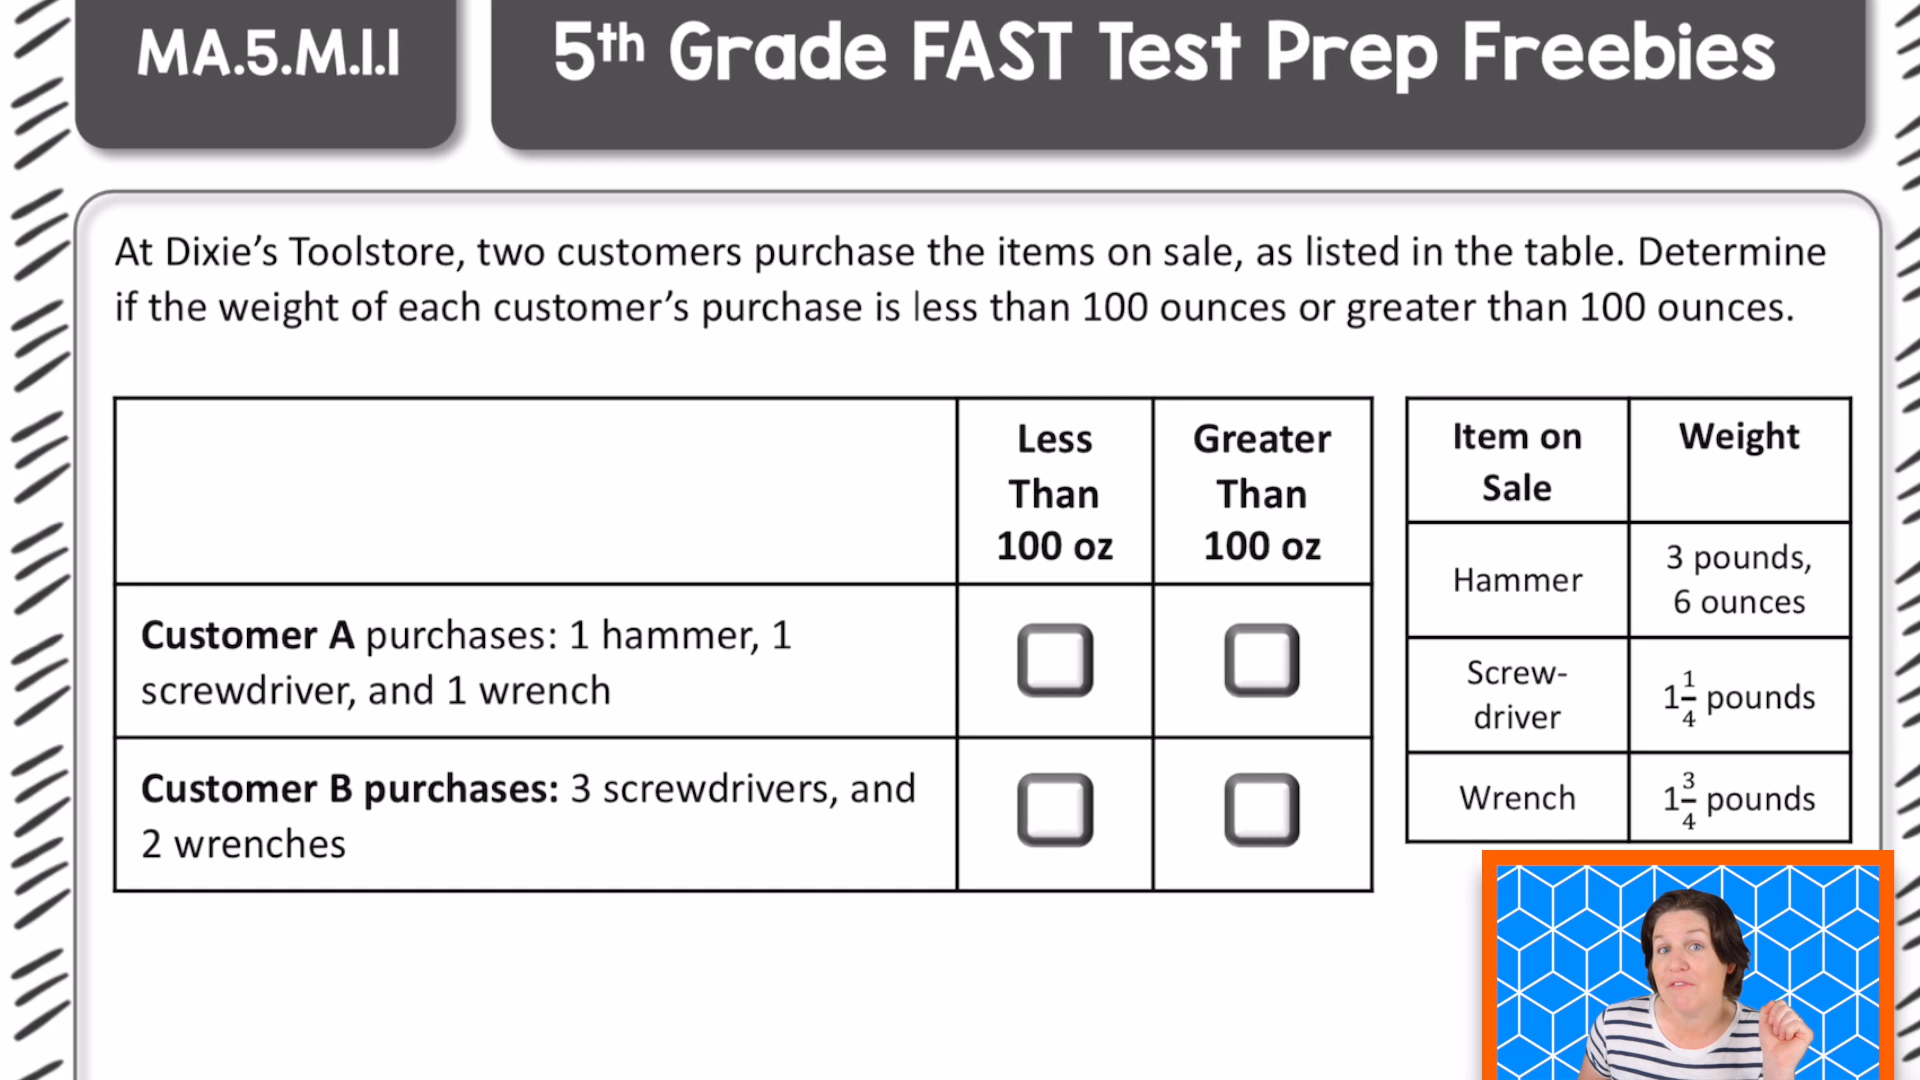 MA.5.M.1.1
5th Grade FAST Test Prep Freebies
At Dixie’s Toolstore, two customers purchase the items on sale, as listed in the table. Determine
if the weight of each customer’s purchase is less than 100 ounces or greater than 100 ounces.
Less
Than
100 oz
Greater
Than
100 oz
Customer A purchases: 1 hammer, 1
screwdriver, and 1 wrench
Customer B purchases: 3 screwdrivers, and
2 wrenches
Item on
Sale
Weight
Hammer
3 pounds,
6 ounces
Screw-
driver
1 1/4 pounds
Wrench
1 3/4 pounds